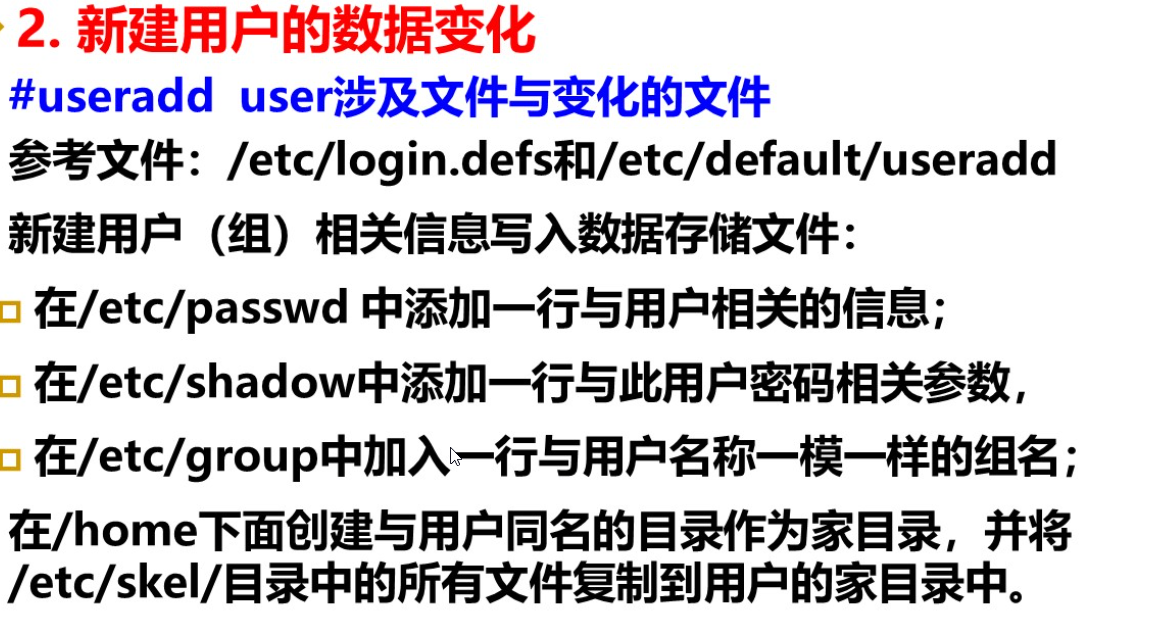 2. 新建用户的数据变化
#useradd  user涉及文件与变化的文件
参考文件：/etc/login.defs和/etc/default/useradd
新建用户（组）相关信息写入数据存储文件：
在/etc/passwd 中添加一行与用户相关的信息；
在/etc/shadow中添加一行与此用户密码相关参数，
在/etc/group中加入一行与用户名称一模一样的组名；
在/home下面创建与用户同名的目录作为家目录，并将
/etc/skel/目录中的所有文件复制到用户的家目录中。